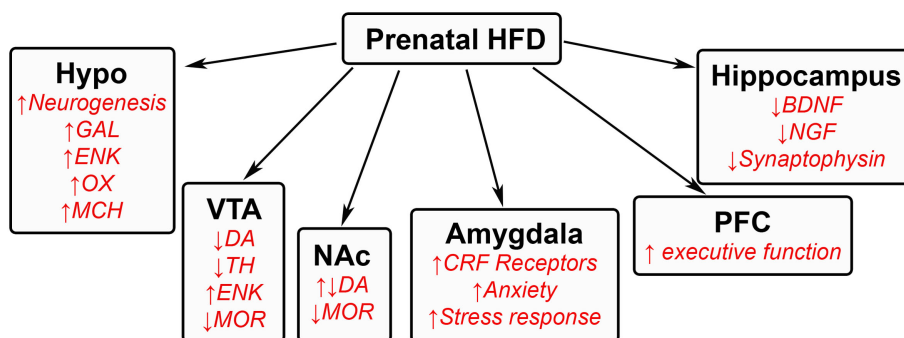 Prenatal HFD
Hypo
↑Neurogenesis
↑GAL
↑ENK
↑OX
↑MCH
VTA
↓DA
↓TH
↑ENK
↓MOR
NAc
↑↓DA
↓MOR
Amygdala
↑CRF Receptors
↑Anxiety
↑Stress response
PFC
↑ executive function
Hippocampus
↓BDNF
↓NGF
↓Synaptophysin